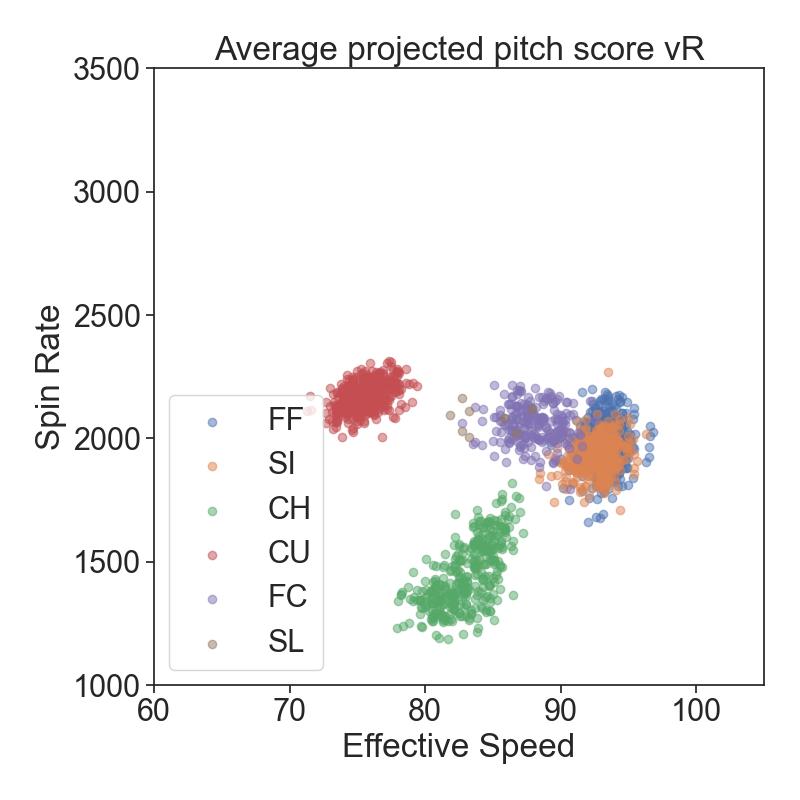 Average projected pitch score vR
3500
3000
2500
2000
1500
1000
Spin Rate
FF
SI
CH
CU
FC
SL
60 70 80 90 100
Effective Speed